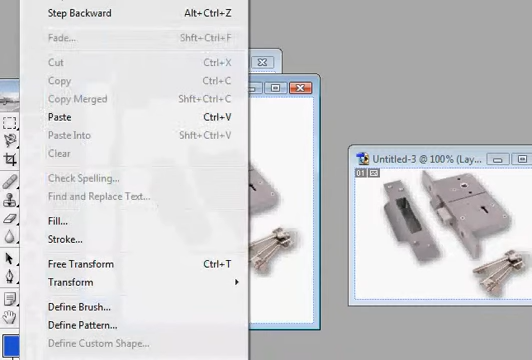 Step Backward Alt+Ctrl+Z
Fade... Shft+Ctrl+F
Cut Ctrl+X
Copy Ctrl+C
Copy Merged Shft+Ctrl+C
Paste Ctrl+V
Paste Into Shft+Ctrl+V
Clear
Check Spelling...
Find and Replace Text...
Fill...
Stroke...
Free Transform Ctrl+T
Transform
Define Brush...
Define Pattern...
Define Custom Shape...
Untitled-3 @ 100% (Lay...
01